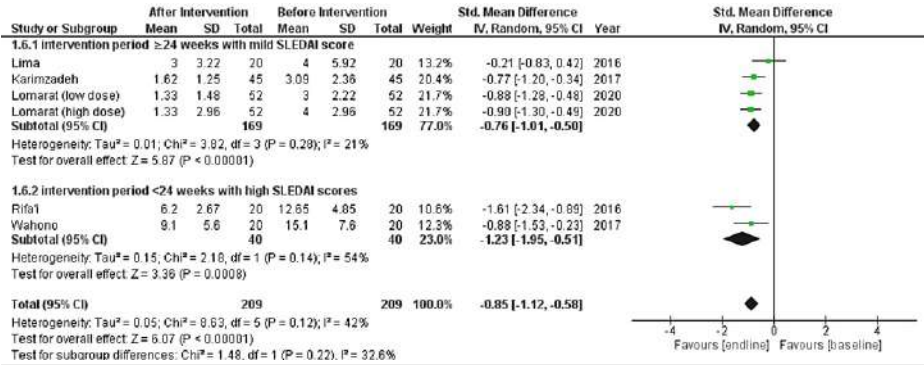 After Intervention Before Intervention Std. Mean Difference Std. Mean Difference
Study or Subgroup Mean SD Total Mean SD Total Weight IV, Random, 95% CI IV, Random, 95% CI
1.6.1 intervention period ≥24 weeks with mild SLEDAI score
Lima 3 3.22 20 4 5.92 20 13.2% -0.21 [-0.83, 0.42] 2016
Karimzadeh 1.62 1.25 45 3.09 2.36 45 21.4% -0.77 [-1.20, -0.34] 2017
Lomarat (low dose) 1.33 1.48 52 3 2.22 52 21.7% -0.88 [-1.28, -0.48] 2020
Lomarat (high dose) 1.33 2.96 52 4 2.96 52 21.7% -0.90 [-1.30, -0.49] 2020
Subtotal (95% CI) 169 169 77.0% -0.76 [-1.01, -0.50]
Heterogeneity: Tau² = 0.01; Chi² = 3.82, df = 3 (P = 0.28); I² = 21%
Test for overall effect: Z = 5.87 (P < 0.00001)
1.6.2 intervention period <24 weeks with high SLEDAI scores
Rifa'i 6.2 2.67 20 12.65 4.85 20 10.6% -1.61 [-2.34, -0.89] 2016
Wahono 9.1 5.6 20 15.1 7.6 20 12.3% -0.88 [-1.53, -0.23] 2017
Subtotal (95% CI) 40 40 23.0% -1.23 [-1.95, -0.51]
Heterogeneity: Tau² = 0.15; Chi² = 2.18, df = 1 (P = 0.14); I² = 54%
Test for overall effect: Z = 3.36 (P = 0.0008)
Total (95% CI) 209 209 100.0% -0.85 [-1.12, -0.58]
Heterogeneity: Tau² = 0.05; Chi² = 8.63, df = 5 (P = 0.12); I² = 42%
Test for overall effect: Z = 6.07 (P < 0.00001)
Test for subgroup differences: Chi² = 1.48, df = 1 (P = 0.22), I² = 32.6%
-4 -2 0 2 4
Favours [endline] Favours [baseline]